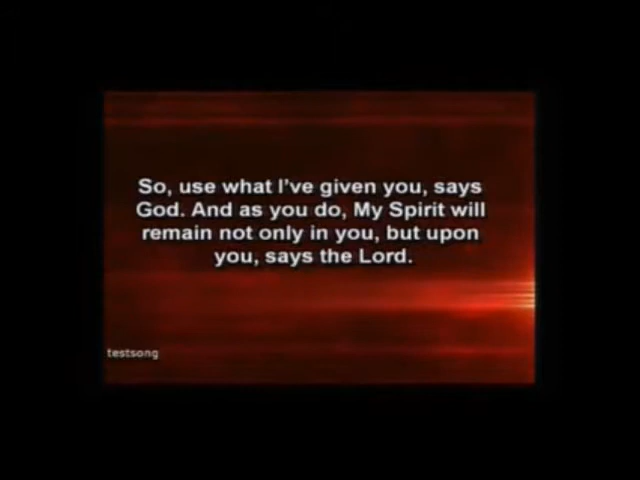 So, use what I've given you, says
God. And as you do, My Spirit will
remain not only in you, but upon
you, says the Lord.
testsong